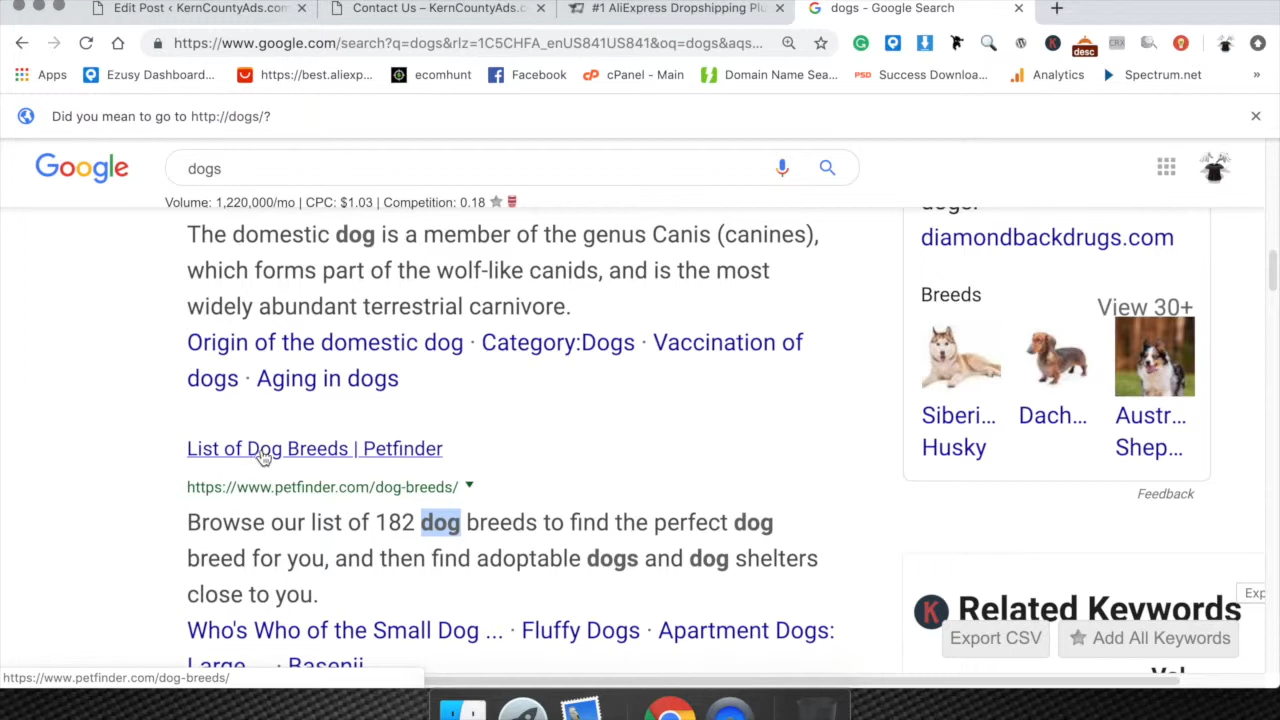 Edit Post ‹ KernCountyAds.com
Contact Us – KernCountyAds.c
#1 AliExpress Dropshipping Plu
dogs - Google Search
https://www.google.com/search?q=dogs&rlz=1C5CHFA_enUS841US841&oq=dogs&aqs...
desc
CRX
Apps
Ezusy Dashboard...
https://best.aliexp...
ecomhunt
Facebook
cPanel - Main
Domain Name Sea...
PSD Success Downloa...
Analytics
Spectrum.net
»
Did you mean to go to http://dogs/?
Google
dogs
Volume: 1,220,000/mo | CPC: $1.03 | Competition: 0.18
The domestic dog is a member of the genus Canis (canines),
which forms part of the wolf-like canids, and is the most
widely abundant terrestrial carnivore.
Origin of the domestic dog · Category:Dogs · Vaccination of
dogs · Aging in dogs
List of Dog Breeds | Petfinder
https://www.petfinder.com/dog-breeds/
Browse our list of 182 dog breeds to find the perfect dog
breed for you, and then find adoptable dogs and dog shelters
close to you.
Who's Who of the Small Dog ... · Fluffy Dogs · Apartment Dogs:
Large ... · Basenji
dogs.
diamondbackdrugs.com
Breeds
View 30+
Siberi...
Husky
Dach...
Austr...
Shep...
Feedback
Exp
K Related Keywords
Export CSV
Add All Keywords
https://www.petfinder.com/dog-breeds/